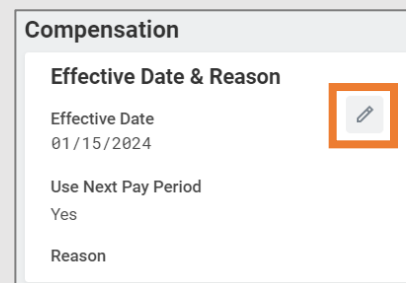 Compensation
Effective Date & Reason
Effective Date
01/15/2024
Use Next Pay Period
Yes
Reason